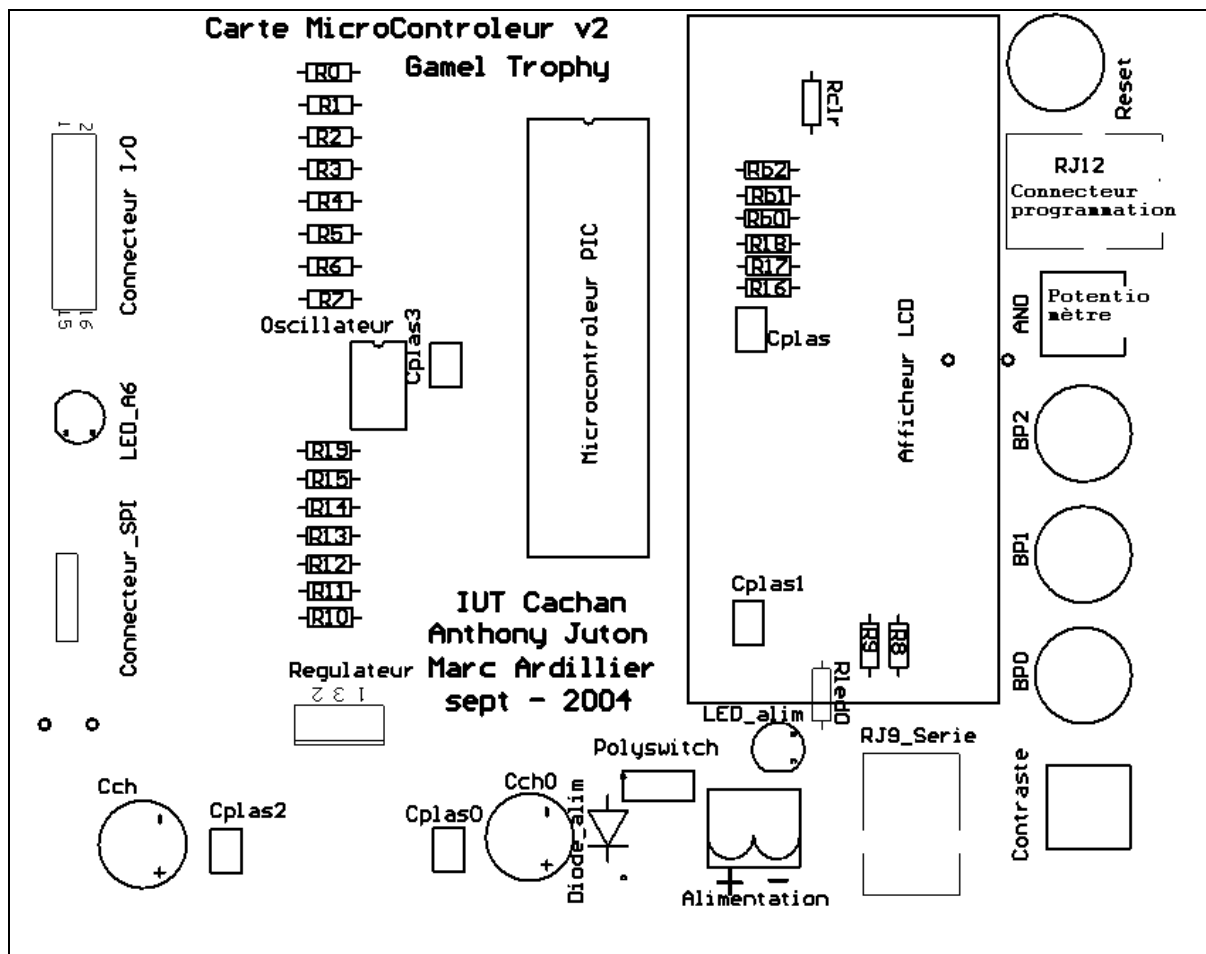 Carte MicroControleur v2
Gamel Trophy
R0
R1
R2
R3
R4
R5
R6
R7
1
2
15
16
Connecteur I/O
Oscillateur
Cplas3
LED_A6
Connecteur_SPI
R19
R15
R14
R13
R12
R11
R10
Microcontroleur PIC
Rclr
Rb2
Rb1
Rb0
R18
R17
R16
Cplas
Afficheur LCD
Cplas1
R9
R8
Rled0
Reset
RJ12
Connecteur
programmation
AN0
Potentio
mètre
BP2
BP1
BP0
IUT Cachan
Anthony Juton
Marc Ardillier
sept - 2004
Regulateur
2 3 1
LED_alim
Polyswitch
RJ9_Serie
Contraste
Cch
- +
Cplas2
Cplas0
Cch0
- +
Diode_alim
+ -
Alimentation